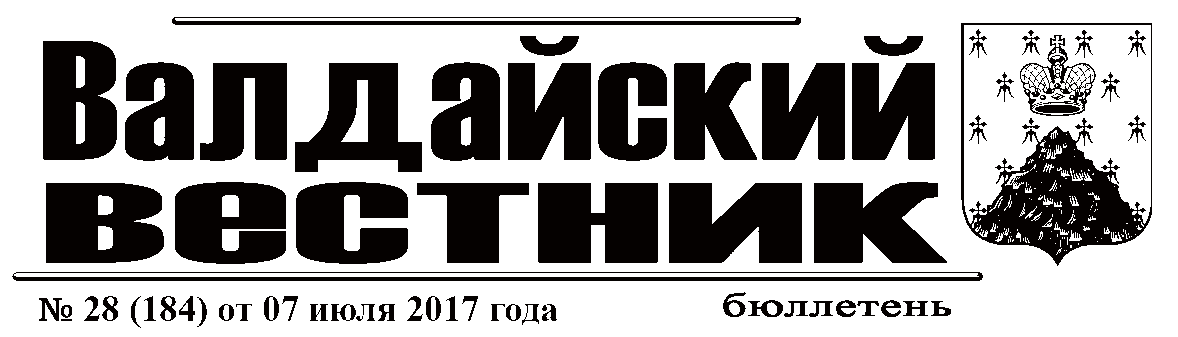 Валдайский
вестник
№ 28 (184) от 07 июля 2017 года бюллетень